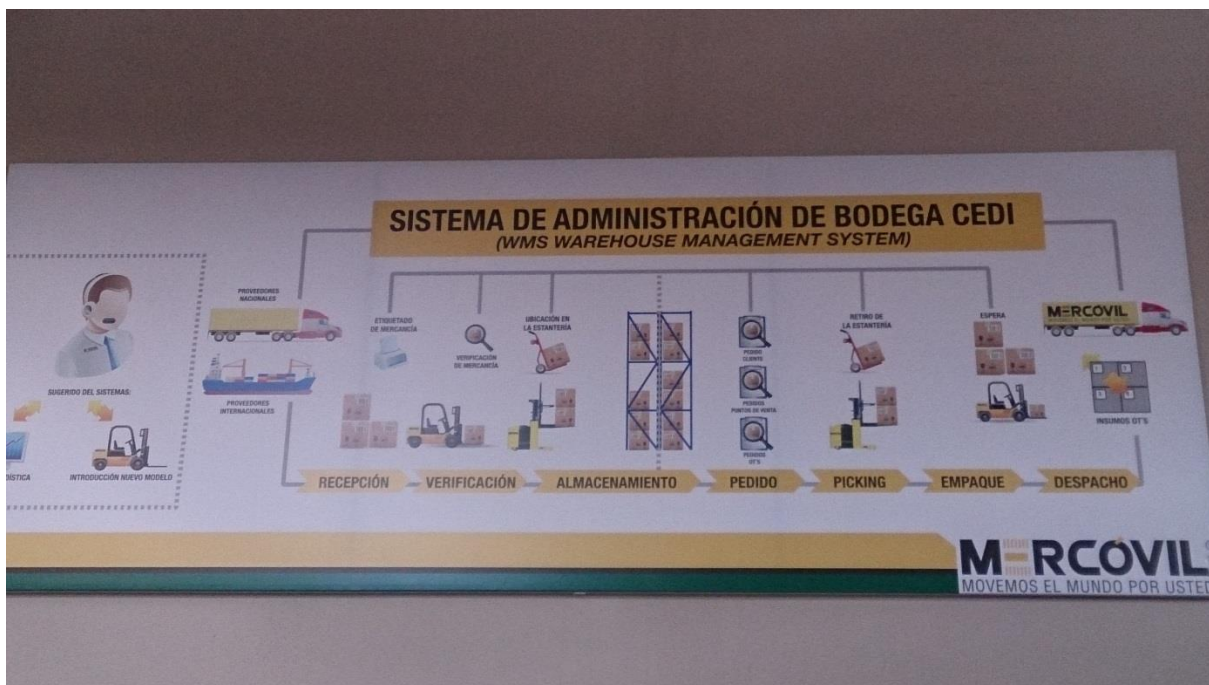 SISTEMA DE ADMINISTRACIÓN DE BODEGA CEDI
(WMS WAREHOUSE MANAGEMENT SYSTEM)
SUGERIDO DEL SISTEMAS:
INTRODUCCIÓN NUEVO MODELO
PROVEEDORES
NACIONALES
PROVEEDORES
INTERNACIONALES
ETIQUETADO
DE MERCANCÍA
VERIFICACIÓN
DE MERCANCÍA
UBICACIÓN EN
LA ESTANTERÍA
PEDIDO
CLIENTE
PEDIDOS
PUNTOS DE VENTA
PEDIDOS
OT'S
RETIRO DE
LA ESTANTERÍA
ESPERA
MERCOVIL
INSUMOS OT'S
RECEPCIÓN
VERIFICACIÓN
ALMACENAMIENTO
PEDIDO
PICKING
EMPAQUE
DESPACHO
MERCÓVIL
MOVEMOS EL MUNDO POR USTED